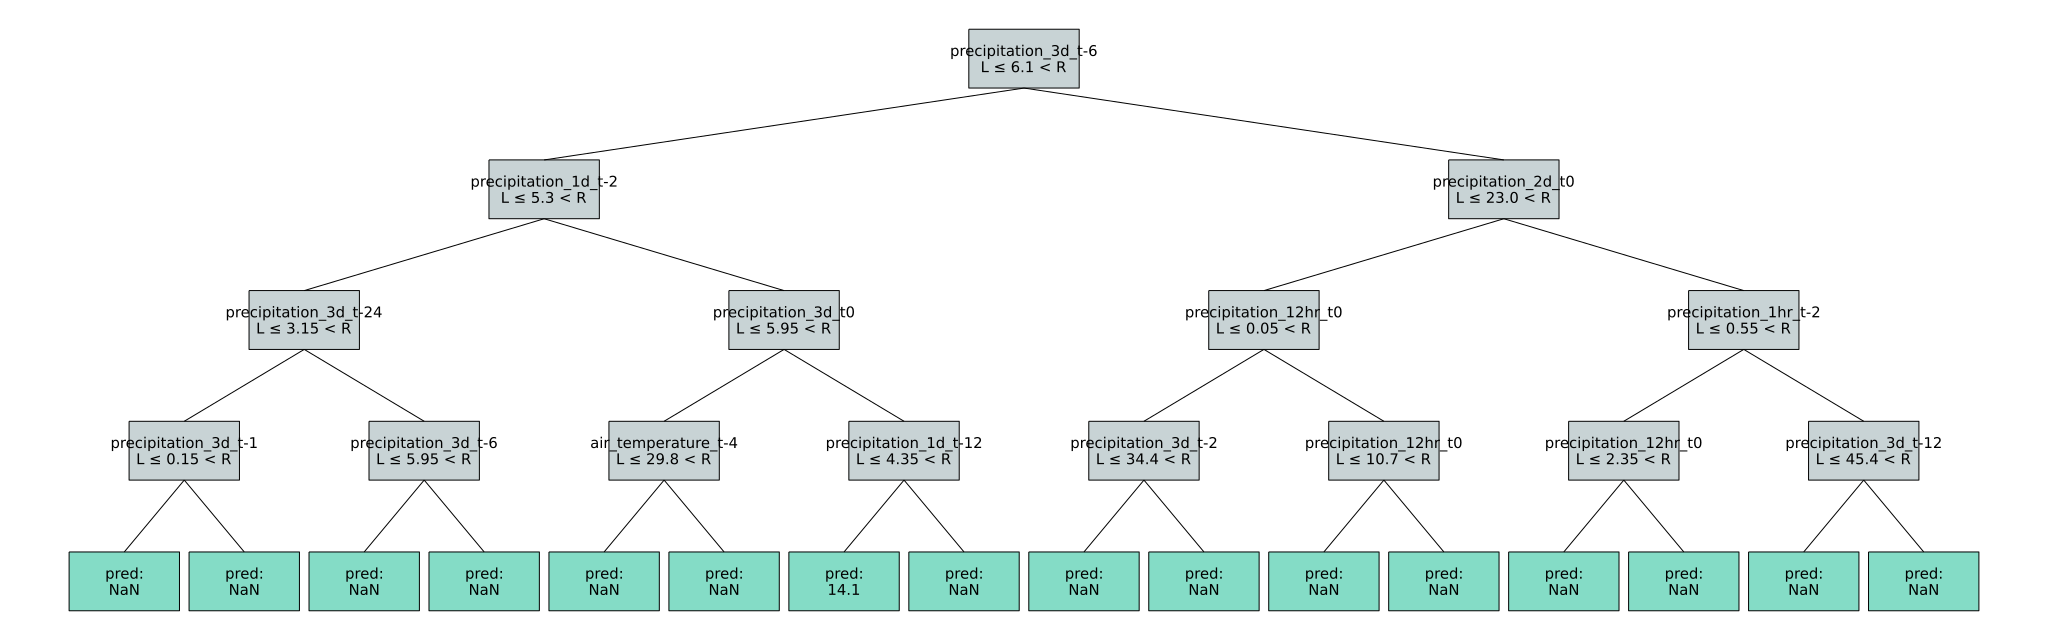 precipitation_3d_t-6
L ≤ 6.1 < R
precipitation_1d_t-2
L ≤ 5.3 < R
precipitation_2d_t0
L ≤ 23.0 < R
precipitation_3d_t-24
L ≤ 3.15 < R
precipitation_3d_t0
L ≤ 5.95 < R
precipitation_12hr_t0
L ≤ 0.05 < R
precipitation_1hr_t-2
L ≤ 0.55 < R
precipitation_3d_t-1
L ≤ 0.15 < R
precipitation_3d_t-6
L ≤ 5.95 < R
air_temperature_t-4
L ≤ 29.8 < R
precipitation_1d_t-12
L ≤ 4.35 < R
precipitation_3d_t-2
L ≤ 34.4 < R
precipitation_12hr_t0
L ≤ 10.7 < R
precipitation_12hr_t0
L ≤ 2.35 < R
precipitation_3d_t-12
L ≤ 45.4 < R
pred:
NaN
pred:
NaN
pred:
NaN
pred:
NaN
pred:
NaN
pred:
NaN
pred:
14.1
pred:
NaN
pred:
NaN
pred:
NaN
pred:
NaN
pred:
NaN
pred:
NaN
pred:
NaN
pred:
NaN
pred:
NaN